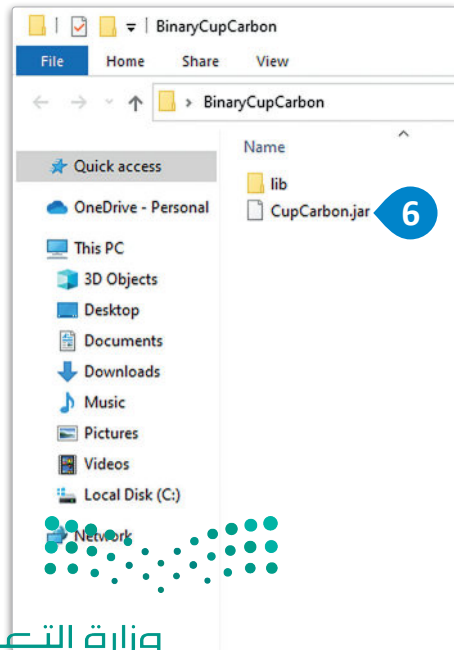 BinaryCupCarbon
File Home Share View
BinaryCupCarbon
Name
Quick access
OneDrive - Personal
This PC
3D Objects
Desktop
Documents
Downloads
Music
Pictures
Videos
Local Disk (C:)
Network
lib
CupCarbon.jar
6
وزارة